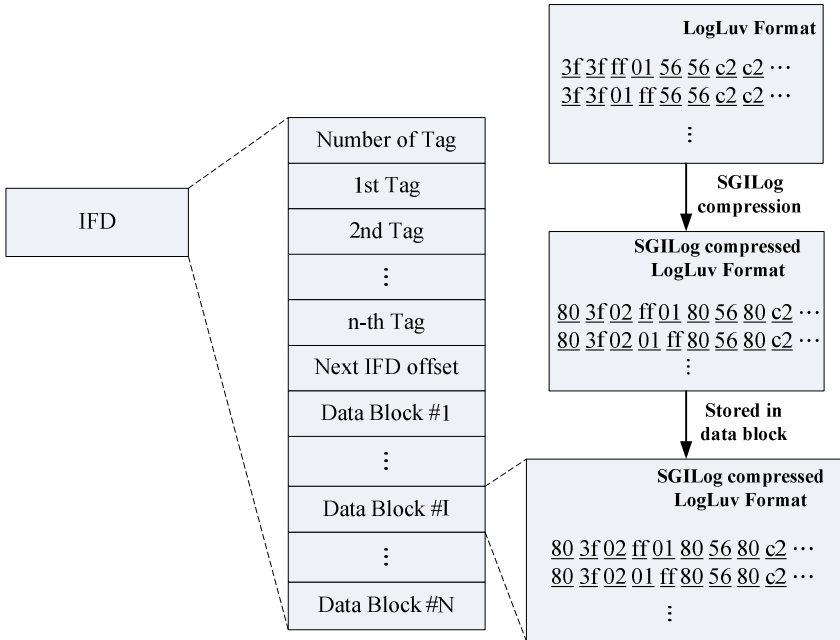 IFD
Number of Tag
1st Tag
2nd Tag
⋮
n-th Tag
Next IFD offset
Data Block #1
⋮
Data Block #I
⋮
Data Block #N
LogLuv Format
3f 3f ff 01 56 56 c2 c2 ⋯
3f 3f 01 ff 56 56 c2 c2 ⋯
⋮
SGILog
compression
SGILog compressed
LogLuv Format
80 3f 02 ff 01 80 56 80 c2 ⋯
80 3f 02 01 ff 80 56 80 c2 ⋯
⋮
Stored in
data block
SGILog compressed
LogLuv Format
80 3f 02 ff 01 80 56 80 c2 ⋯
80 3f 02 01 ff 80 56 80 c2 ⋯
⋮